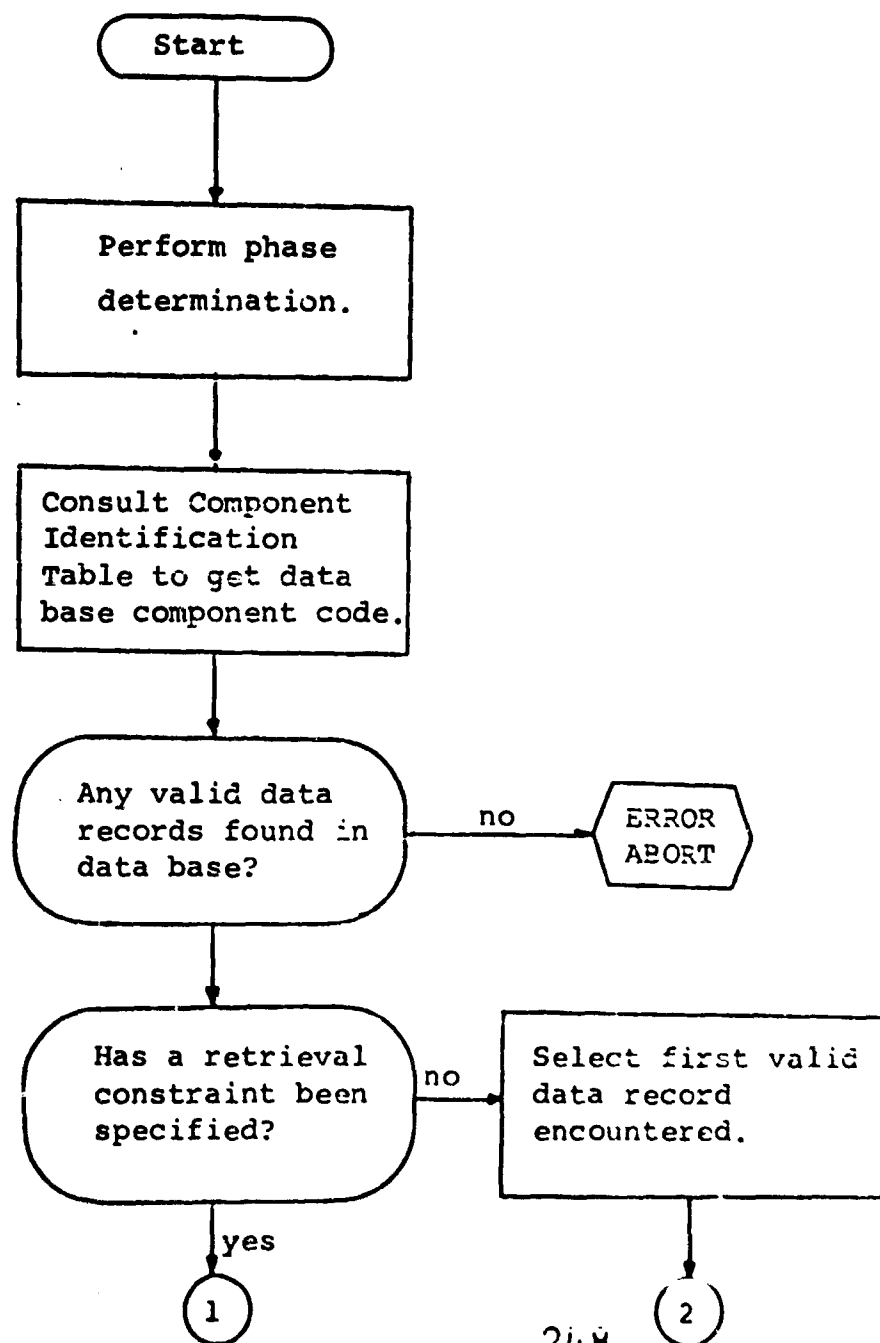 Start
Perform phase
determination.
Consult Component
Identification
Table to get data
base component code.
Any valid data
records found in
data base?
no
ERROR
ABORT
Has a retrieval
constraint been
specified?
no
Select first valid
data record
encountered.
yes
1
2